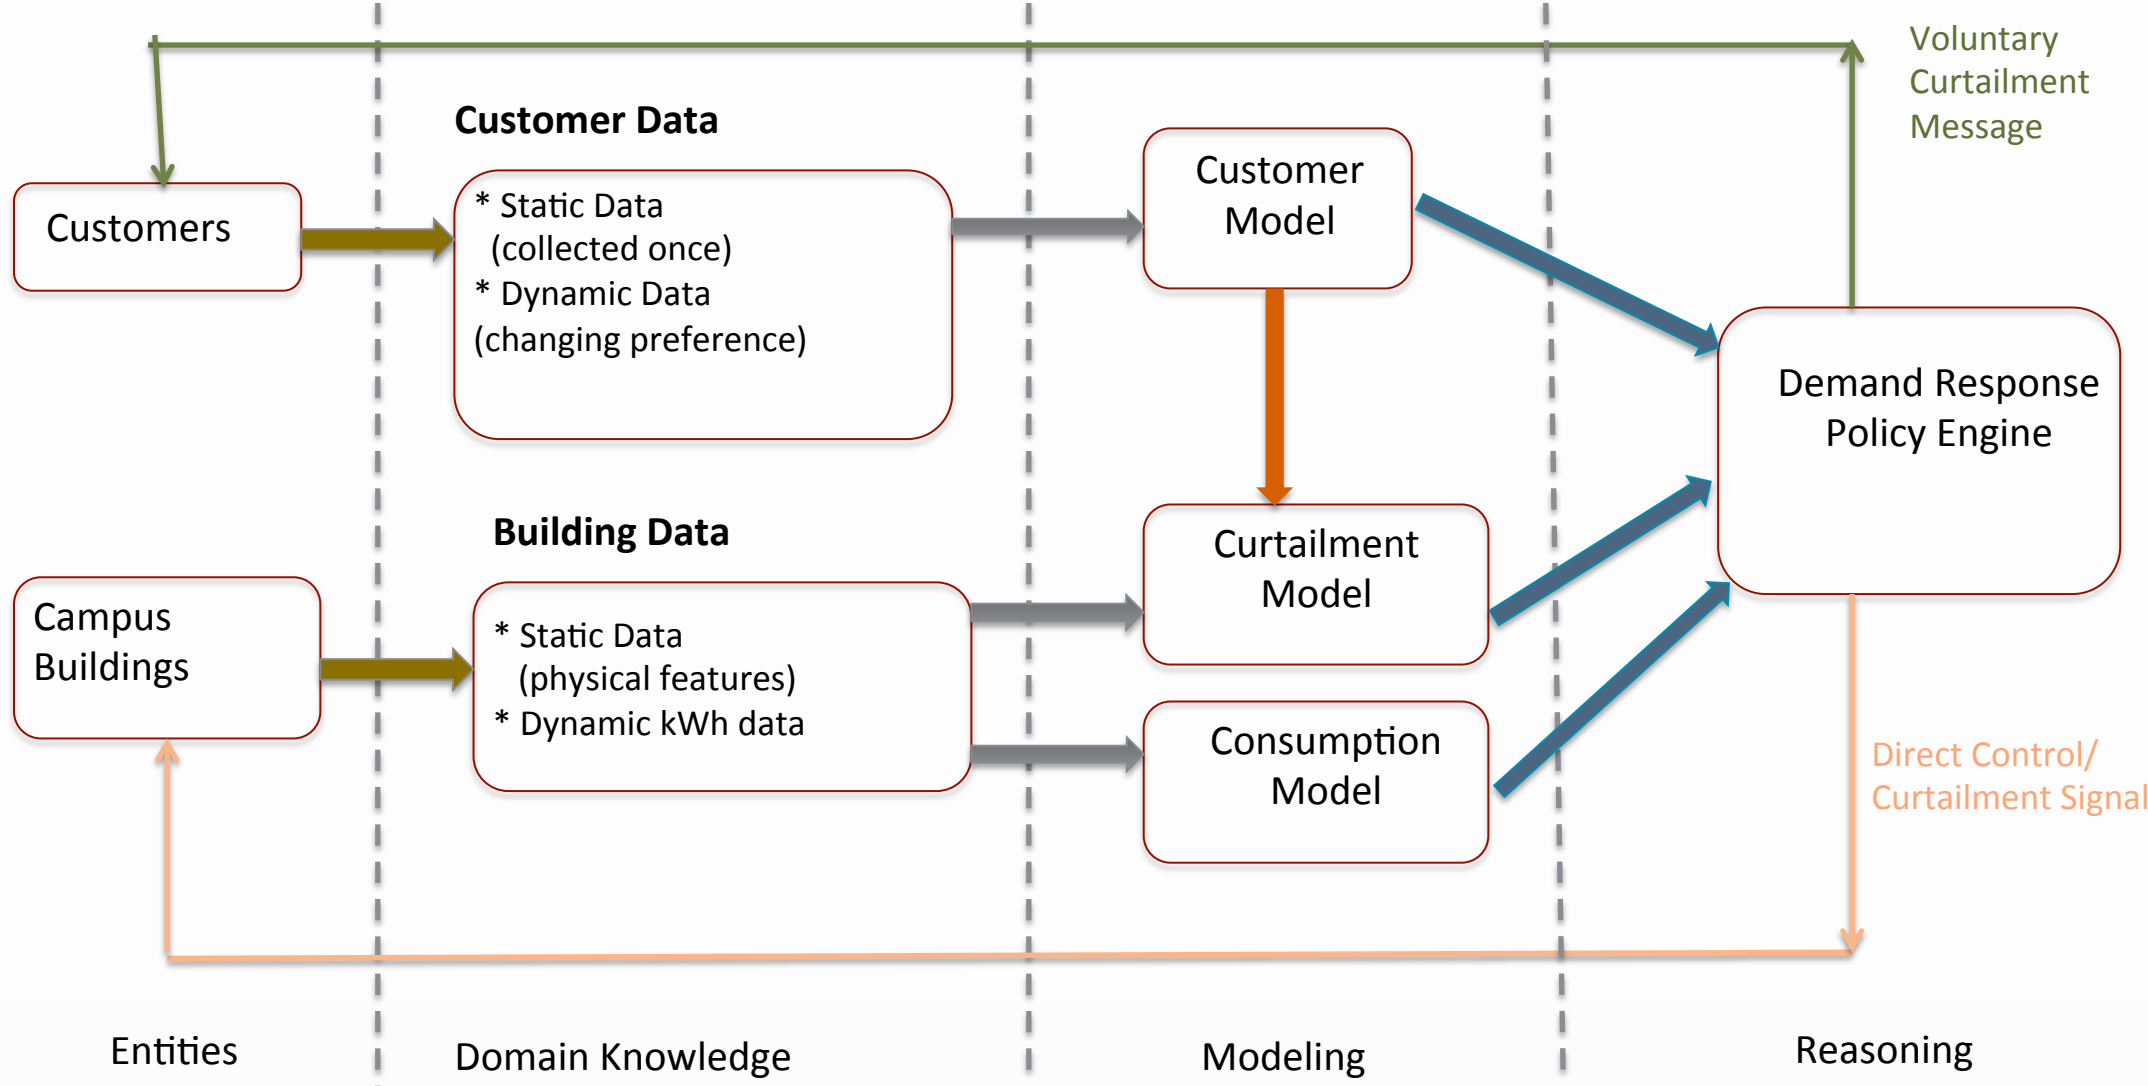 Voluntary
Curtailment
Message
Customer Data
Customers
* Static Data
(collected once)
* Dynamic Data
(changing preference)
Customer
Model
Demand Response
Policy Engine
Building Data
Campus
Buildings
* Static Data
(physical features)
* Dynamic kWh data
Curtailment
Model
Consumption
Model
Direct Control/
Curtailment Signal
Entities
Domain Knowledge
Modeling
Reasoning